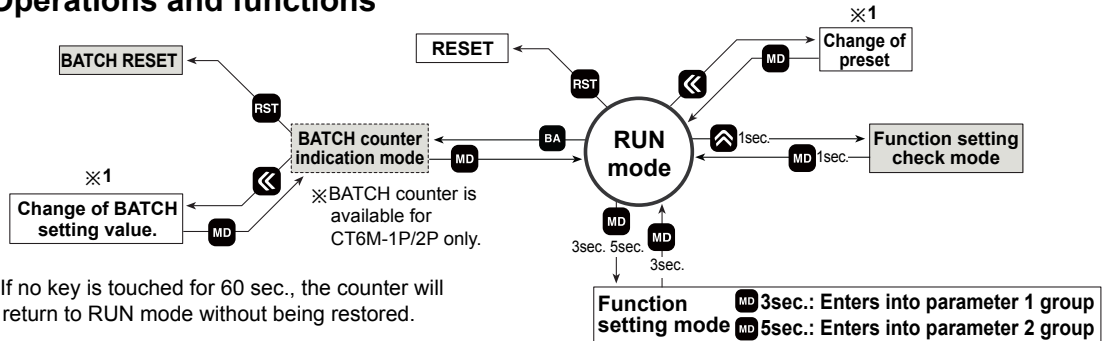 Operations and functions
※1
BATCH RESET
RESET
Change of
preset
MD
RST
RST
BATCH counter
indication mode
BA
MD
RUN
mode
1sec.
MD 1sec.
Function setting
check mode
※1
Change of BATCH
setting value.
MD
※BATCH counter is
available for
CT6M-1P/2P only.
MD
3sec. 5sec.
MD
3sec.
If no key is touched for 60 sec., the counter will
return to RUN mode without being restored.
Function
setting mode
MD 3sec.: Enters into parameter 1 group
MD 5sec.: Enters into parameter 2 group